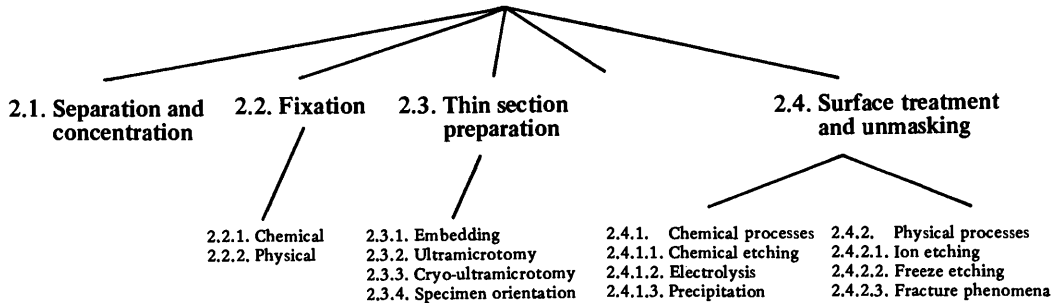 2.1. Separation and
concentration
2.2. Fixation
2.3. Thin section
preparation
2.4. Surface treatment
and unmasking
2.2.1. Chemical
2.2.2. Physical
2.3.1. Embedding
2.3.2. Ultramicrotomy
2.3.3. Cryo-ultramicrotomy
2.3.4. Specimen orientation
2.4.1. Chemical processes
2.4.1.1. Chemical etching
2.4.1.2. Electrolysis
2.4.1.3. Precipitation
2.4.2. Physical processes
2.4.2.1. Ion etching
2.4.2.2. Freeze etching
2.4.2.3. Fracture phenomena